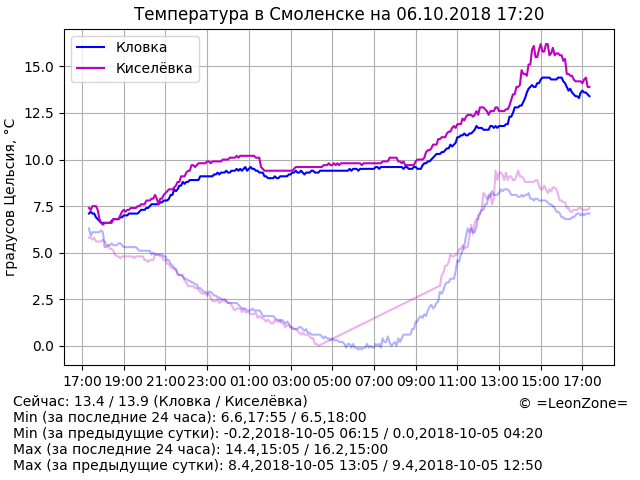 Температура в Смоленске на 06.10.2018 17:20
Кловка
Киселёвка
градусов Цельсия, °C
15.0
12.5
10.0
7.5
5.0
2.5
0.0
17:00 19:00 21:00 23:00 01:00 03:00 05:00 07:00 09:00 11:00 13:00 15:00 17:00
Сейчас: 13.4 / 13.9 (Кловка / Киселёвка)
© =LeonZone=
Min (за последние 24 часа): 6.6,17:55 / 6.5,18:00
Min (за предыдущие сутки): -0.2,2018-10-05 06:15 / 0.0,2018-10-05 04:20
Max (за последние 24 часа): 14.4,15:05 / 16.2,15:00
Max (за предыдущие сутки): 8.4,2018-10-05 13:05 / 9.4,2018-10-05 12:50